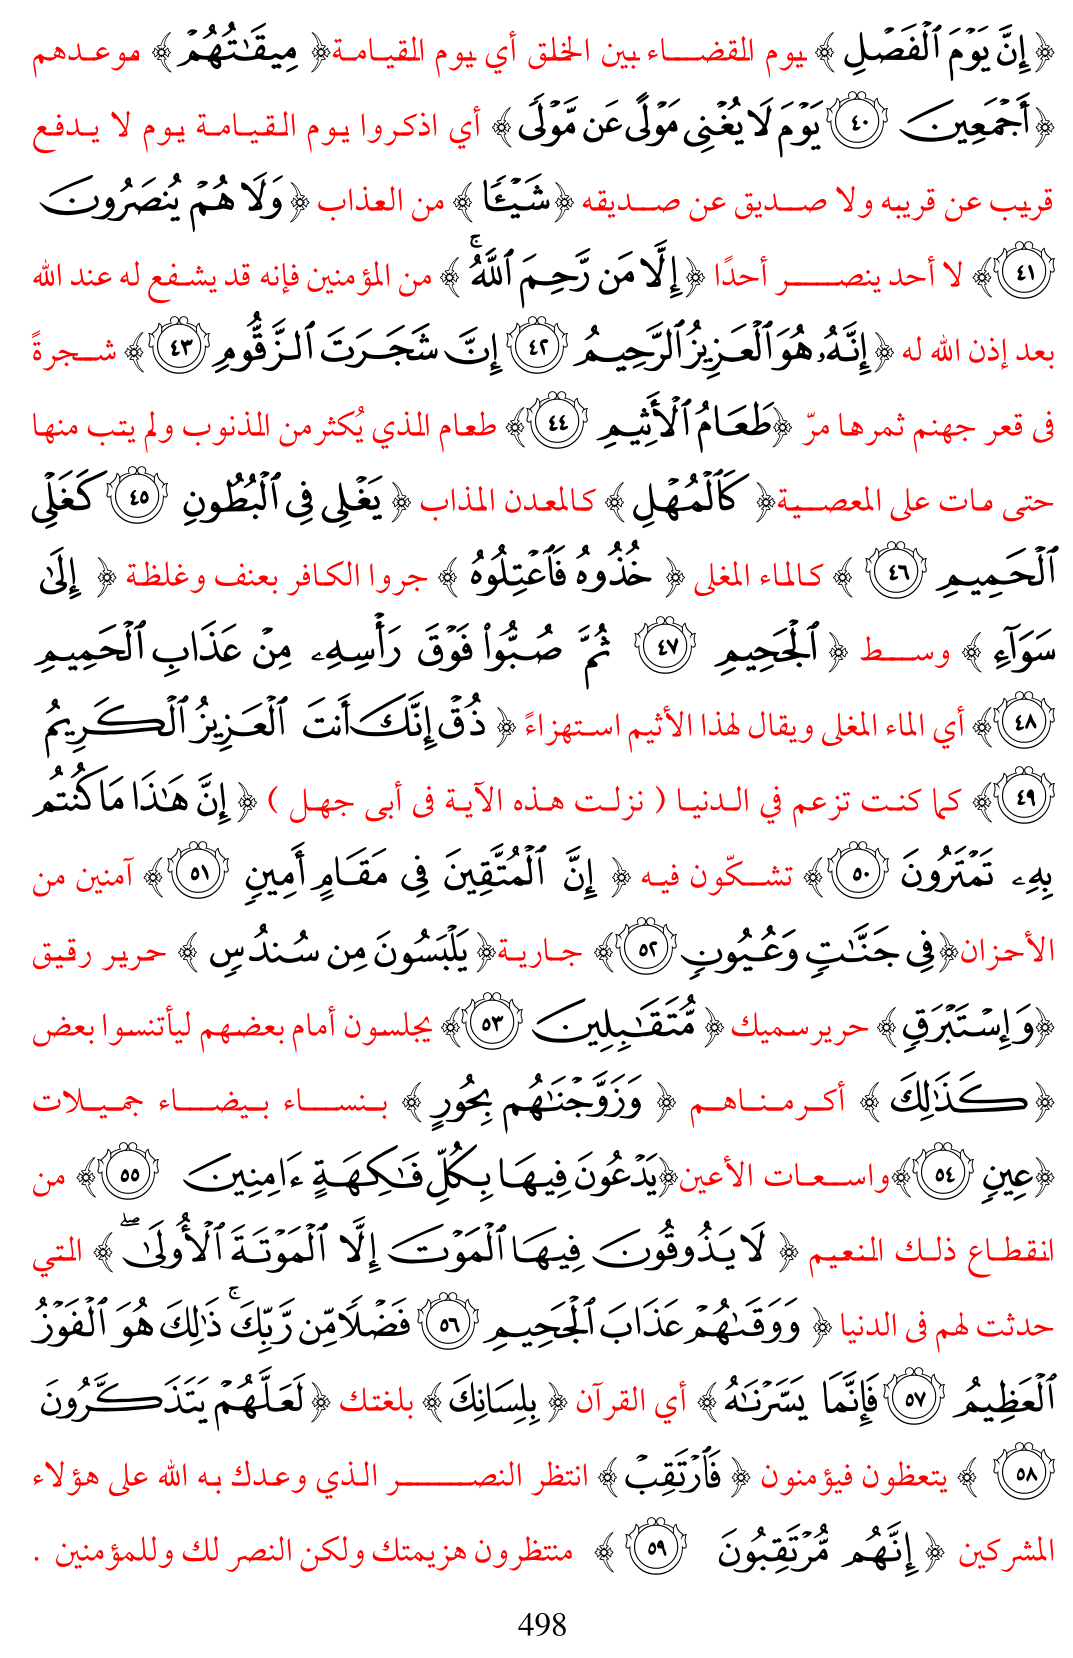 ﴿ إِنَّ يَوْمَ ٱلْفَصْلِ ﴾ يوم القضاء بين الخلق أي يوم القيامة﴿ مِيقَٰتُهُمْ ﴾ موعدهم
﴿أَجْمَعِينَ ٤٠ يَوْمَ لَا يُغْنِى مَوْلًى عَن مَّوْلًى ﴾ أي اذكروا يوم القيامة يوم لا يدفع
قريب عن قريبه ولا صديق عن صديقه ﴿شَيْـًٔا ﴾ من العذاب ﴿وَلَا هُمْ يُنصَرُونَ
٤١﴾ لا أحد ينصر أحدًا ﴿إِلَّا مَن رَّحِمَ ٱللَّهُ ۚ ﴾ من المؤمنين فإنه قد يشفع له عند الله
بعد إذن الله له ﴿إِنَّهُۥ هُوَ ٱلْعَزِيزُ ٱلرَّحِيمُ ٤٢ إِنَّ شَجَرَتَ ٱلزَّقُّومِ ٤٣﴾ شجرةً
فى قعر جهنم ثمرها مرّ ﴿طَعَامُ ٱلْأَثِيمِ ٤٤﴾ طعام الذي يُكثر من الذنوب ولم يتب منها
حتى مات على المعصية﴿ كَٱلْمُهْلِ ﴾ كالمعدن المذاب ﴿ يَغْلِى فِى ٱلْبُطُونِ ٤٥ كَغَلْىِ
ٱلْحَمِيمِ ٤٦ ﴾ كالماء المغلى ﴿ خُذُوهُ فَٱعْتِلُوهُ ﴾ جروا الكافر بعنف وغلظة ﴿ إِلَىٰ
سَوَآءِ ﴾ وسط ﴿ ٱلْجَحِيمِ ٤٧ ثُمَّ صُبُّوا۟ فَوْقَ رَأْسِهِۦ مِنْ عَذَابِ ٱلْحَمِيمِ
٤٨﴾ أي الماء المغلى ويقال لهذا الأثيم استهزاءً ﴿ ذُقْ إِنَّكَ أَنتَ ٱلْعَزِيزُ ٱلْكَرِيمُ
٤٩﴾ كما كنت تزعم في الدنيا ( نزلت هذه الآية فى أبى جهل ) ﴿ إِنَّ هَٰذَا مَا كُنتُم
بِهِۦ تَمْتَرُونَ ٥٠﴾ تشكّون فيه ﴿ إِنَّ ٱلْمُتَّقِينَ فِى مَقَامٍ أَمِينٍ ٥١﴾ آمنين من
الأحزان﴿فِى جَنَّٰتٍ وَعُيُونٍ ٥٢﴾ جارية﴿يَلْبَسُونَ مِن سُندُسٍ ﴾ حرير رقيق
﴿وَإِسْتَبْرَقٍ﴾ حرير سميك ﴿ مُّتَقَٰبِلِينَ ٥٣﴾ يجلسون أمام بعضهم ليأتنسوا بعض
﴿كَذَٰلِكَ ﴾ أكرمناهم ﴿ وَزَوَّجْنَٰهُم بِحُورٍ ﴾ بنساء بيضاء جميلات
﴿عِينٍ ٥٤﴾واسعات الأعين﴿يَدْعُونَ فِيهَا بِكُلِّ فَٰكِهَةٍ ءَامِنِينَ ٥٥﴾ من
انقطاع ذلك النعيم ﴿ لَا يَذُوقُونَ فِيهَا ٱلْمَوْتَ إِلَّا ٱلْمَوْتَةَ ٱلْأُولَىٰ ۖ ﴾ التي
حدثت لهم فى الدنيا ﴿ وَوَقَىٰهُمْ عَذَابَ ٱلْجَحِيمِ ٥٦ فَضْلًا مِّن رَّبِّكَ ۚ ذَٰلِكَ هُوَ ٱلْفَوْزُ
ٱلْعَظِيمُ ٥٧ فَإِنَّمَا يَسَّرْنَٰهُ ﴾ أي القرآن ﴿ بِلِسَانِكَ﴾ بلغتك ﴿ لَعَلَّهُمْ يَتَذَكَّرُونَ
٥٨ ﴾ يتعظون فيؤمنون ﴿ فَٱرْتَقِبْ﴾ انتظر النصر الذي وعدك به الله على هؤلاء
المشركين ﴿ إِنَّهُم مُّرْتَقِبُونَ ٥٩ ﴾ منتظرون هزيمتك ولكن النصر لك وللمؤمنين .
498